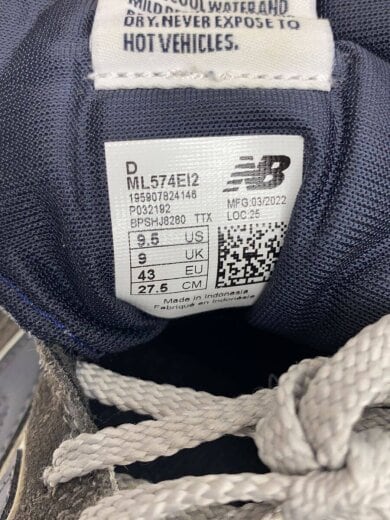 COOL WATER AND
DRY. NEVER EXPOSE TO
HOT VEHICLES.
D
ML574EI2
195907824146
P032192
BPSHJ8280 TTX
NB
MFG:03/2022
LOC:25
9.5 US
9 UK
43 EU
27.5 CM
Made in Indonesia
Fabriqué en Indonésie